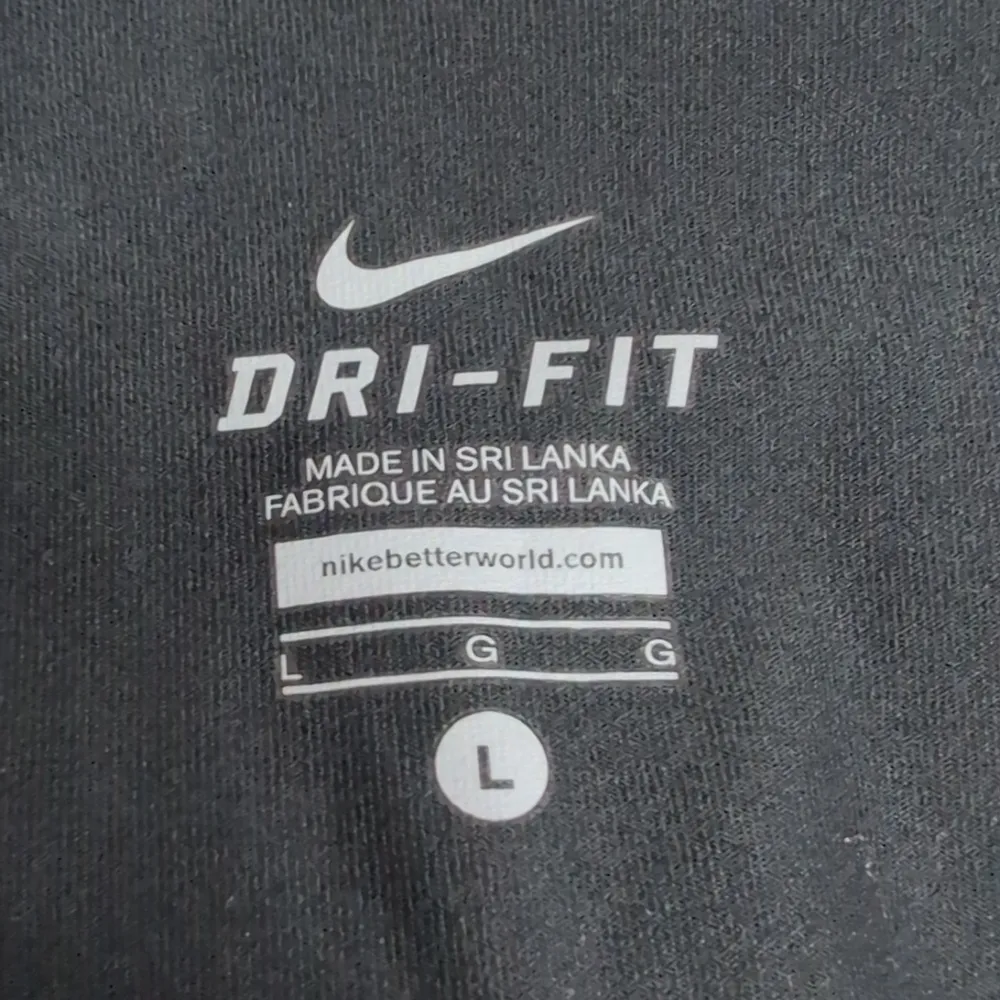 DRI-FIT
MADE IN SRI LANKA
FABRIQUE AU SRI LANKA
nikebetterworld.com
L G G
L